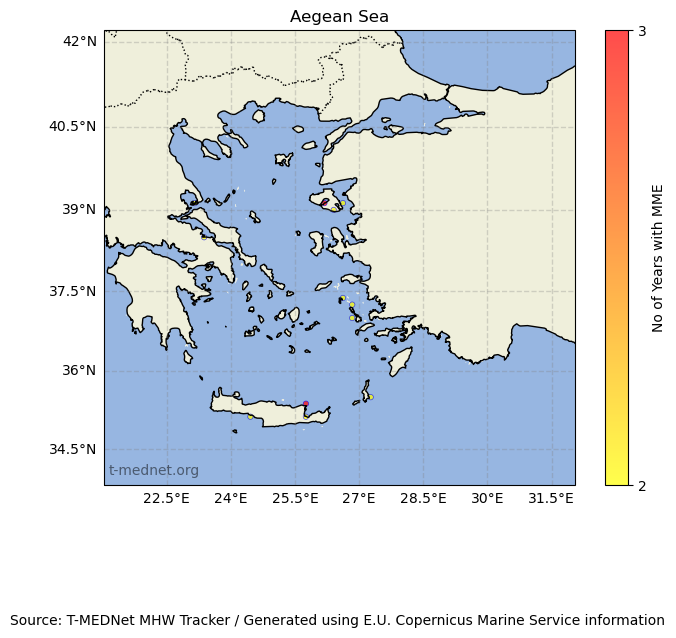 Aegean Sea
42°N
40.5°N
39°N
37.5°N
36°N
34.5°N
t-mednet.org
22.5°E 24°E 25.5°E 27°E 28.5°E 30°E 31.5°E
3
No of Years with MME
2
Source: T-MEDNet MHW Tracker / Generated using E.U. Copernicus Marine Service information